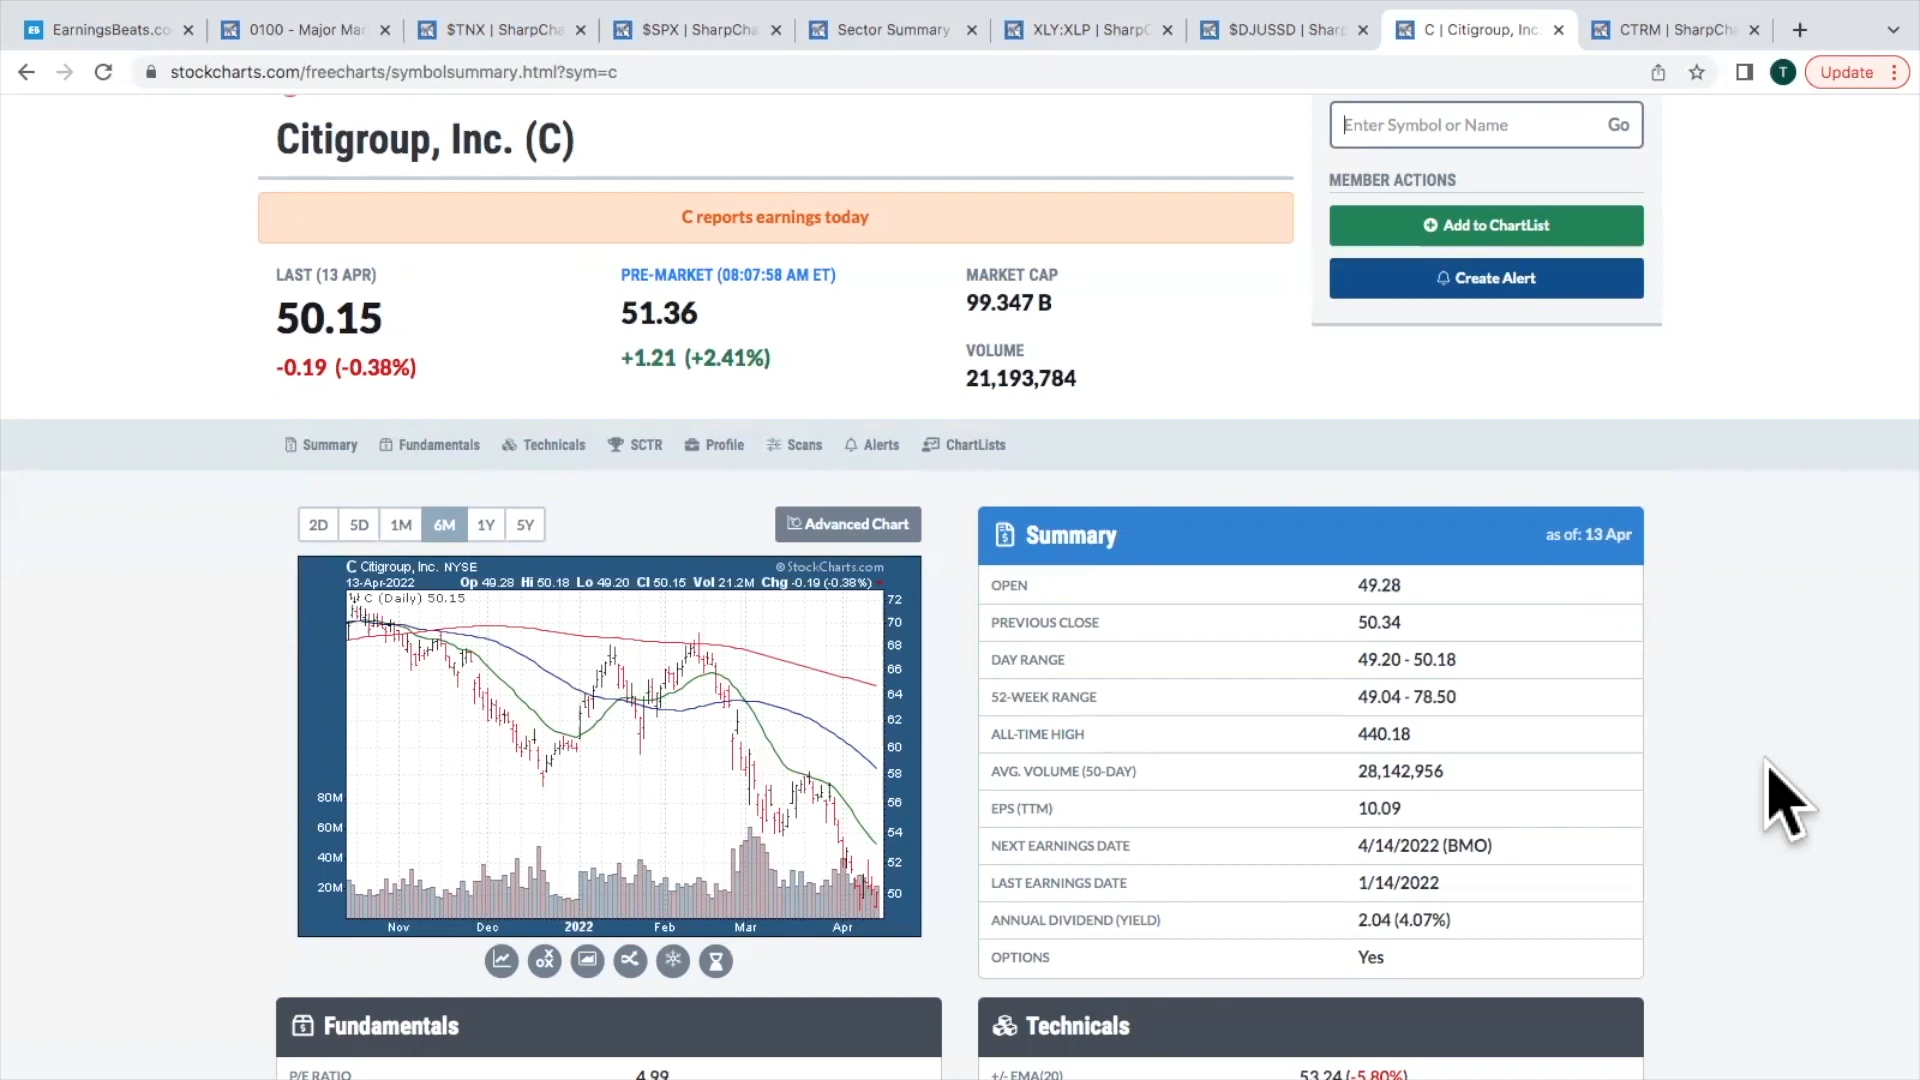 EarningsBeats.co
0100 - Major Mar
$TNX | SharpCha
$SPX | SharpCha
Sector Summary
XLY:XLP | SharpC
$DJUSSD | Sharp
C | Citigroup, Inc.
CTRM | SharpCha
stockcharts.com/freecharts/symbolsummary.html?sym=c
T
Update
Citigroup, Inc. (C)
Enter Symbol or Name
Go
MEMBER ACTIONS
Add to ChartList
Create Alert
C reports earnings today
LAST (13 APR)
50.15
-0.19 (-0.38%)
PRE-MARKET (08:07:58 AM ET)
51.36
+1.21 (+2.41%)
MARKET CAP
99.347 B
VOLUME
21,193,784
Summary Fundamentals Technicals SCTR Profile Scans Alerts ChartLists
2D 5D 1M 6M 1Y 5Y
Advanced Chart
C Citigroup, Inc. NYSE
© StockCharts.com
13-Apr-2022 Op 49.28 Hi 50.18 Lo 49.20 Cl 50.15 Vol 21.2M Chg -0.19 (-0.38%)
C (Daily) 50.15
72
70
68
66
64
62
60
58
56
54
52
50
80M
60M
40M
20M
Nov Dec 2022 Feb Mar Apr
Summary
as of: 13 Apr
OPEN 49.28
PREVIOUS CLOSE 50.34
DAY RANGE 49.20 - 50.18
52-WEEK RANGE 49.04 - 78.50
ALL-TIME HIGH 440.18
AVG. VOLUME (50-DAY) 28,142,956
EPS (TTM) 10.09
NEXT EARNINGS DATE 4/14/2022 (BMO)
LAST EARNINGS DATE 1/14/2022
ANNUAL DIVIDEND (YIELD) 2.04 (4.07%)
OPTIONS Yes
Fundamentals
P/E RATIO 4.99
Technicals
+/- EMA(20) 53.24 (-5.80%)